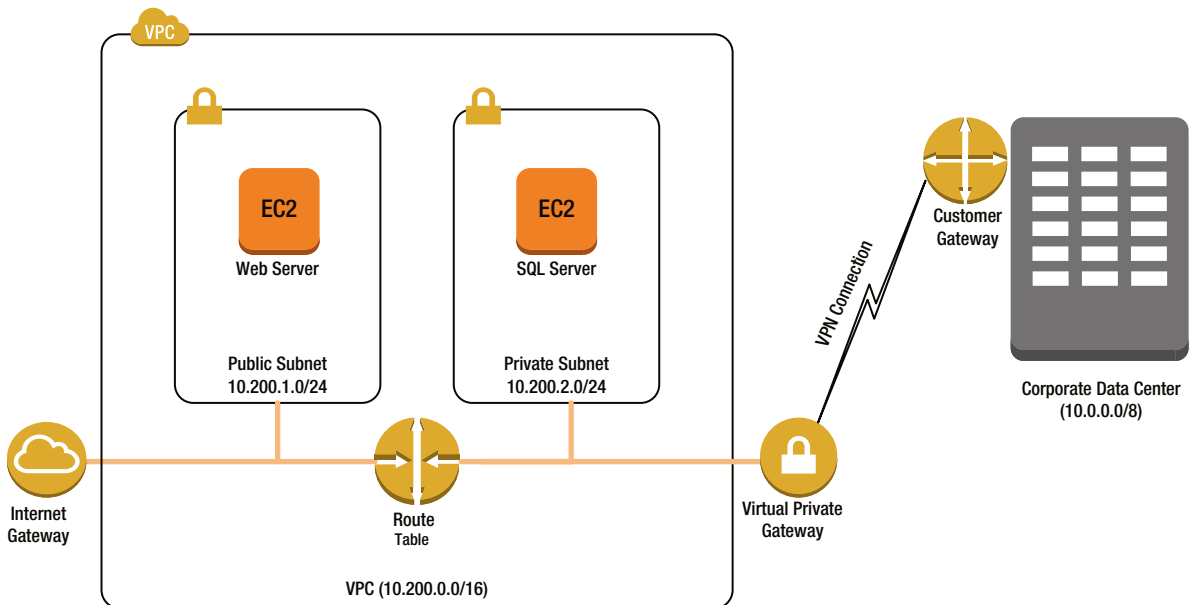 VPC
EC2
Web Server
Public Subnet
10.200.1.0/24
EC2
SQL Server
Private Subnet
10.200.2.0/24
Internet
Gateway
Route
Table
VPC (10.200.0.0/16)
Virtual Private
Gateway
VPN Connection
Customer
Gateway
Corporate Data Center
(10.0.0.0/8)